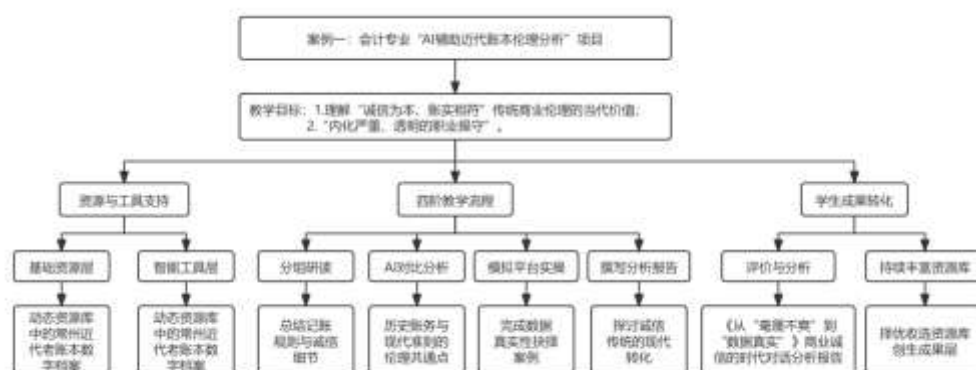 案例一：会计专业“AI辅助近代账本伦理分析”项目
教学目标：1.理解“诚信为本、账实相符”传统商业伦理的当代价值；
2.“内化严谨、透明的职业操守”。
资源与工具支持
四阶教学流程
学生成果转化
基础资源层
智能工具层
分组研读
AI对比分析
模拟平台实操
撰写分析报告
评价与分析
持续丰富资源库
动态资源库
中的常州近
代老账本数
字档案
动态资源库
中的常州近
代老账本数
字档案
总结记账
规则与诚信
细节
历史账务与
现代准则的
伦理共通点
完成数据
真实性抉择
案例
探讨诚信
传统的现代
转化
《从“毫厘不爽”到
“数据真实”》商业诚
信的时代对话分析报告
择优收选资源库
创生成果层